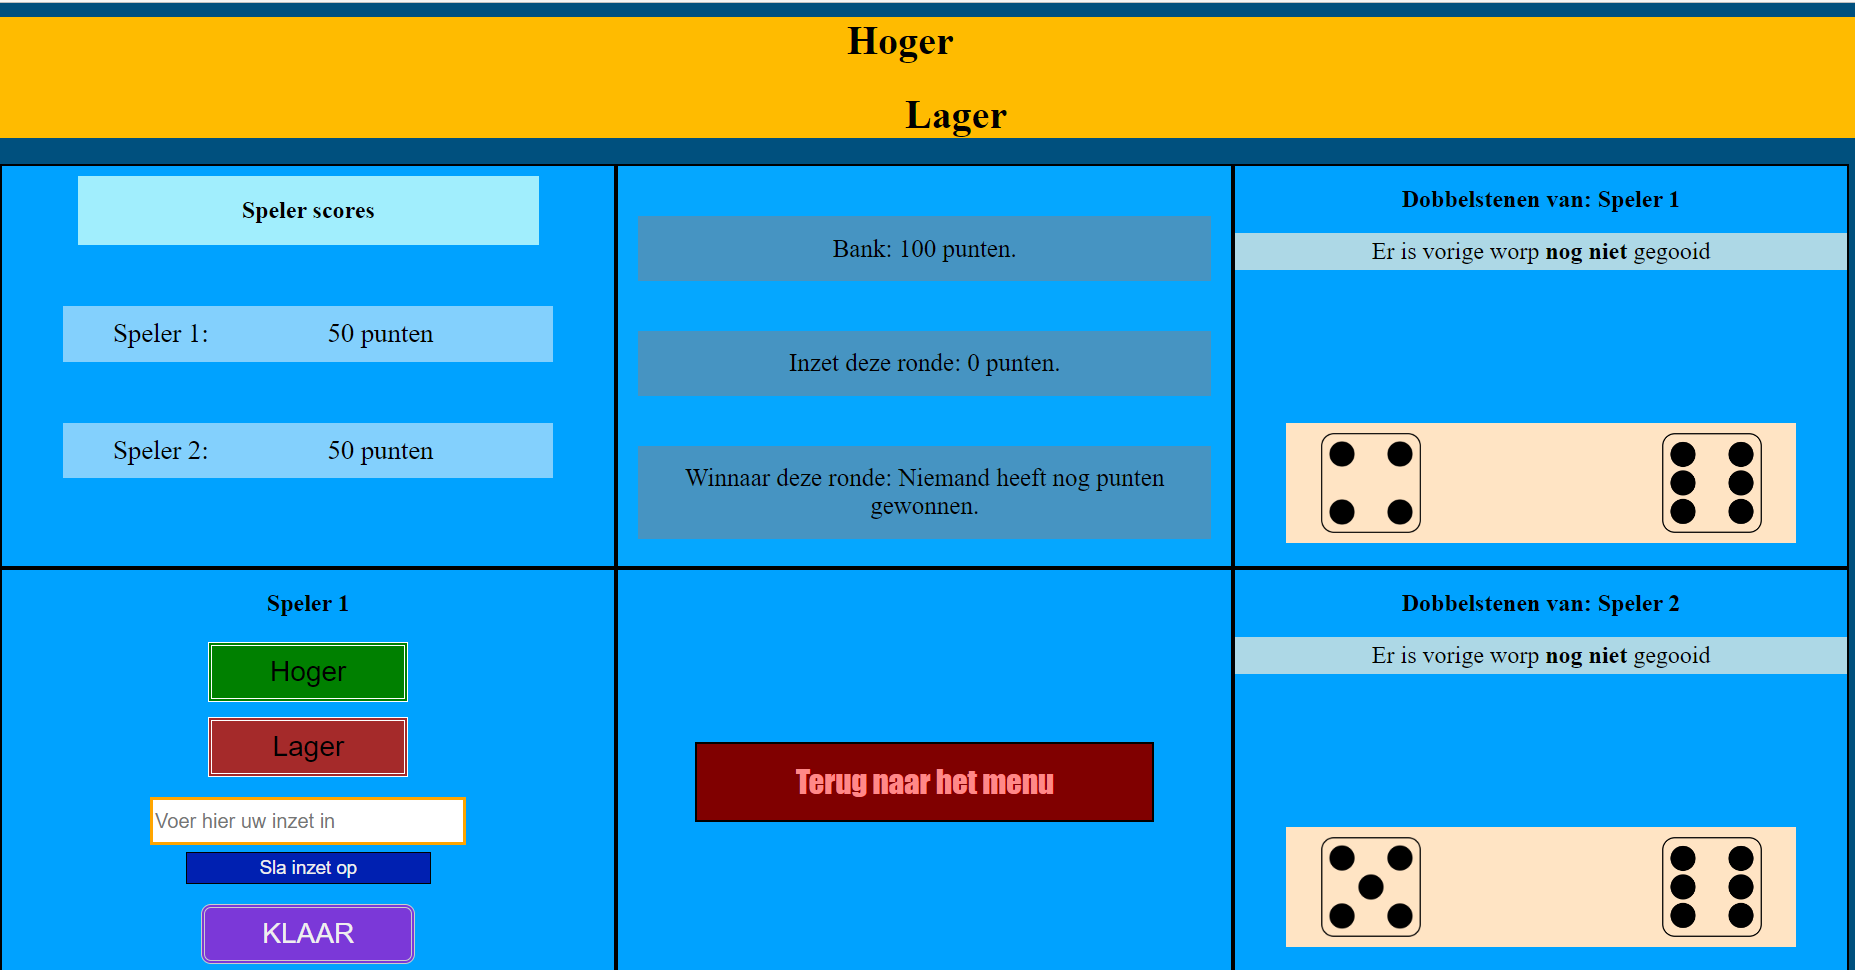 Hoger
Lager
Speler scores
Speler 1: 50 punten
Speler 2: 50 punten
Bank: 100 punten.
Inzet deze ronde: 0 punten.
Winnaar deze ronde: Niemand heeft nog punten
gewonnen.
Dobbelstenen van: Speler 1
Er is vorige worp nog niet gegooid
Speler 1
Hoger
Lager
Voer hier uw inzet in
Sla inzet op
KLAAR
Terug naar het menu
Dobbelstenen van: Speler 2
Er is vorige worp nog niet gegooid